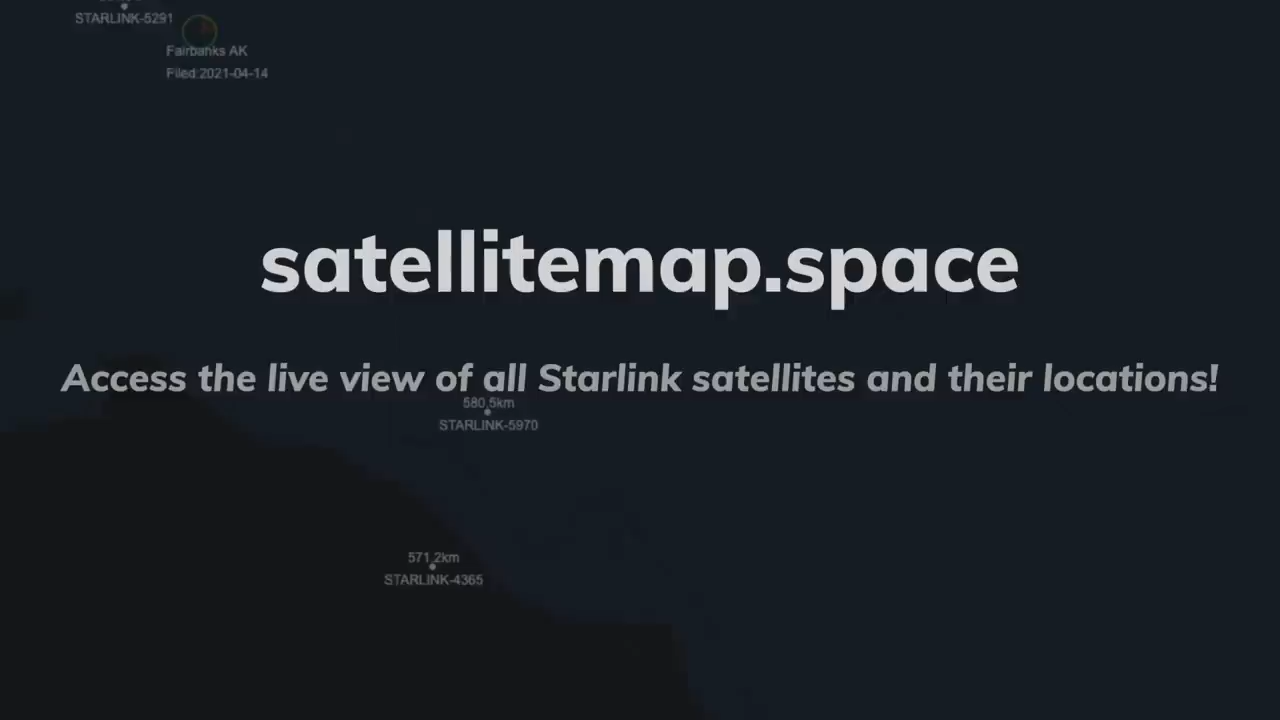 STARLINK-5291
Fairbanks AK
Filed:2021-04-14
satellitemap.space
Access the live view of all Starlink satellites and their locations!
580.5km
STARLINK-5970
571.2km
STARLINK-4365